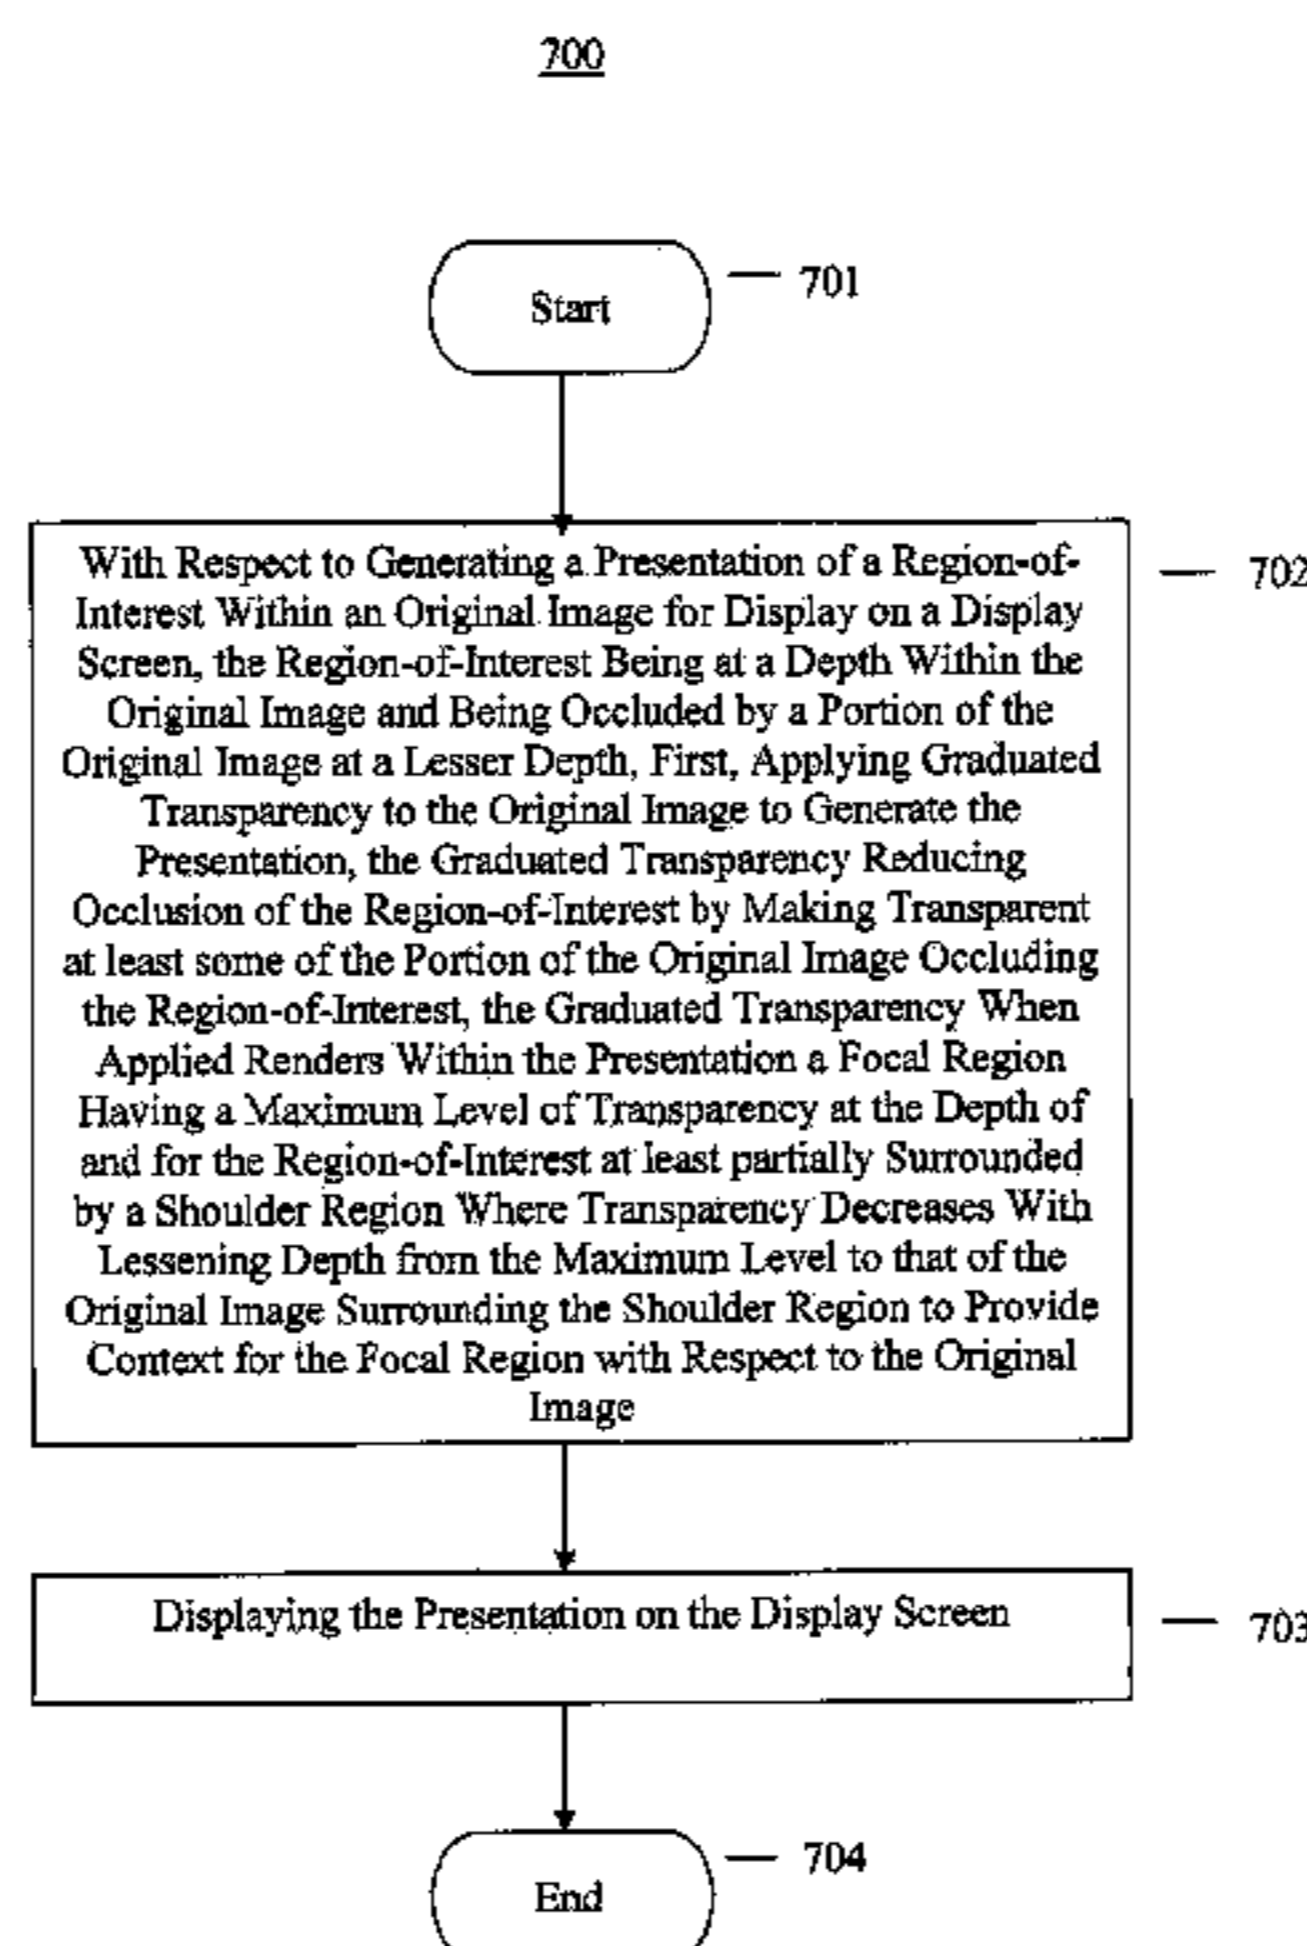 700
Start
701
With Respect to Generating a Presentation of a Region-of-
Interest Within an Original Image for Display on a Display
Screen, the Region-of-Interest Being at a Depth Within the
Original Image and Being Occluded by a Portion of the
Original Image at a Lesser Depth, First, Applying Graduated
Transparency to the Original Image to Generate the
Presentation, the Graduated Transparency Reducing
Occlusion of the Region-of-Interest by Making Transparent
at least some of the Portion of the Original Image Occluding
the Region-of-Interest, the Graduated Transparency When
Applied Renders Within the Presentation a Focal Region
Having a Maximum Level of Transparency at the Depth of
and for the Region-of-Interest at least partially Surrounded
by a Shoulder Region Where Transparency Decreases With
Lessening Depth from the Maximum Level to that of the
Original Image Surrounding the Shoulder Region to Provide
Context for the Focal Region with Respect to the Original
Image
702
Displaying the Presentation on the Display Screen
703
End
704